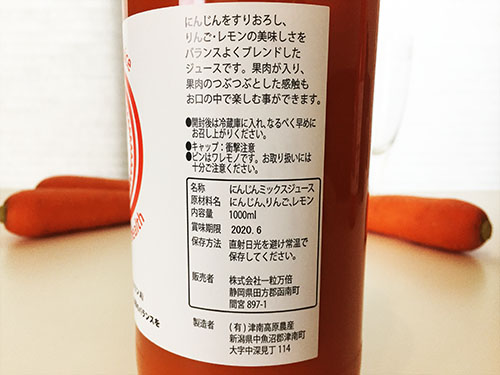 にんじんをすりおろし、
りんご・レモンの美味しさを
バランスよくブレンドした
ジュースです。果肉が入り、
果肉のつぶつぶとした感触も
お口の中で楽しむ事ができます。
●開封後は冷蔵庫に入れ、なるべく早めに
お召し上がりください。
●キャップ：衝撃注意
●ビンはワレモノです。お取り扱いには
十分ご注意ください。
名称 にんじんミックスジュース
原材料名 にんじん、りんご、レモン
内容量 1000ml
賞味期限 2020.6
保存方法 直射日光を避け常温で
保存してください。
販売者 株式会社一粒万倍
静岡県田方郡函南町
間宮 897-1
製造者 (有)津南高原農産
新潟県中魚沼郡津南町
大字中深見丁 114